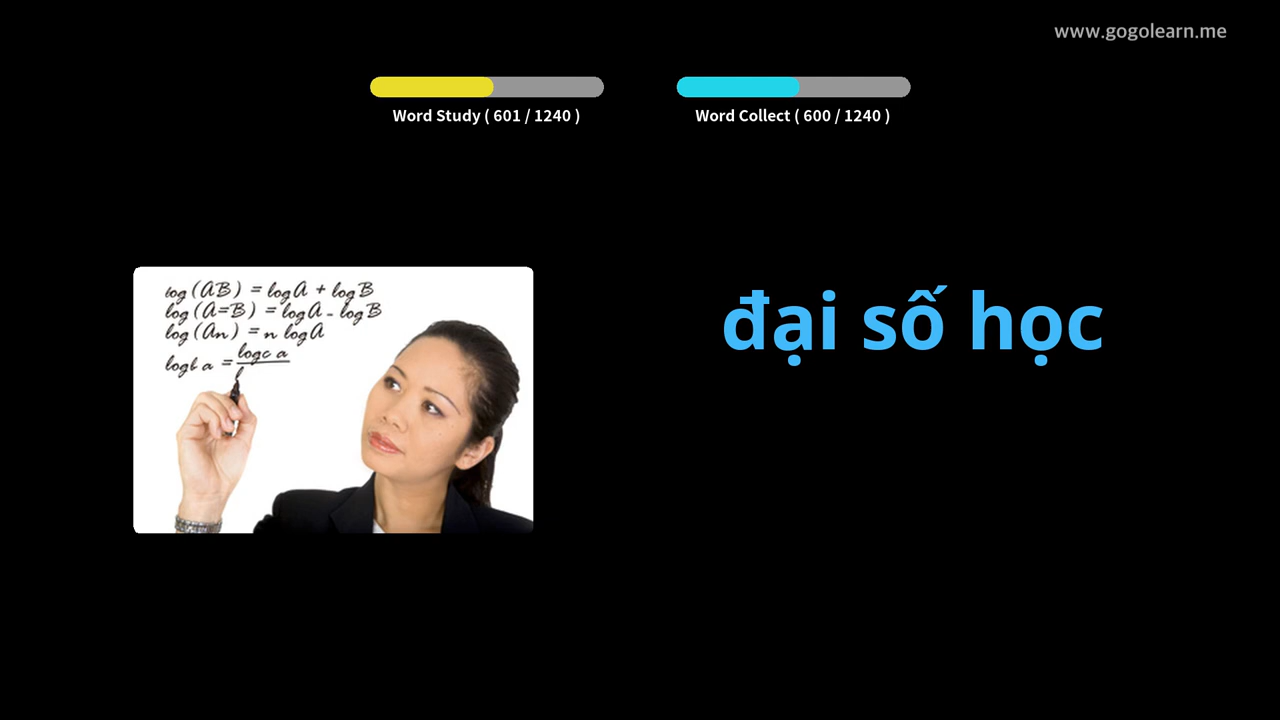 www.gogolearn.me
Word Study ( 601 / 1240 )
Word Collect ( 600 / 1240 )
log (AB) = log A + log B
log (A=B) = log A - log B
log (An) = n log A
logb a = logc a
đại số học